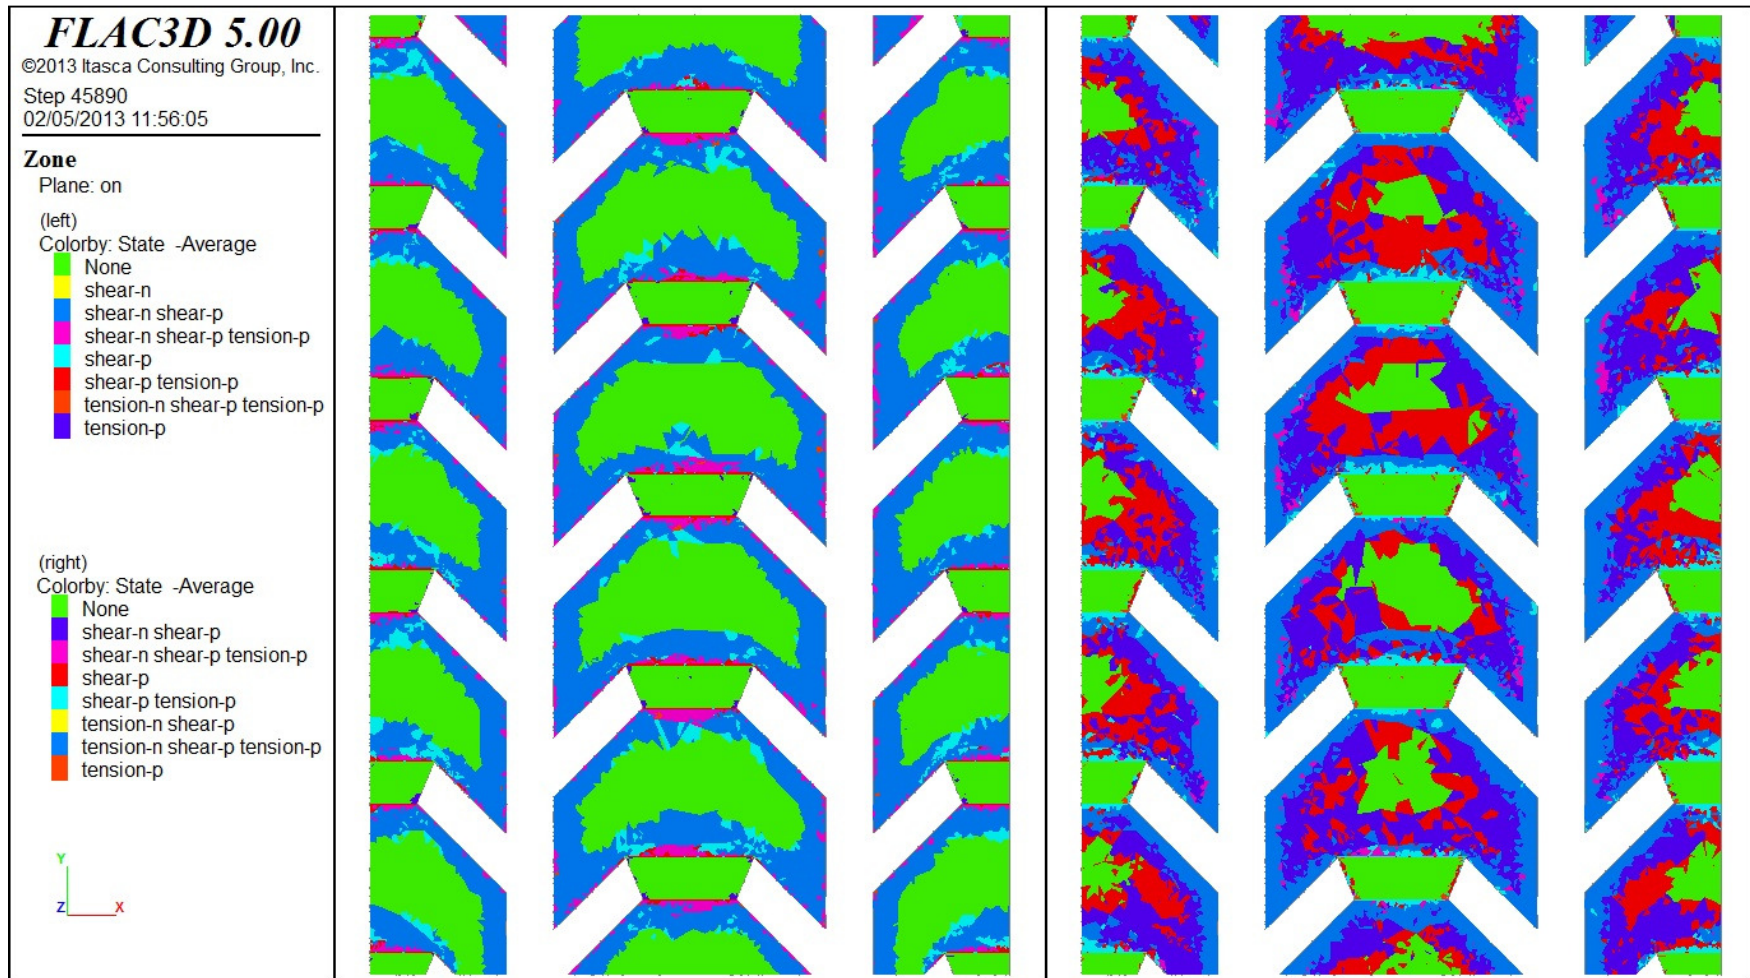 FLAC3D 5.00
©2013 Itasca Consulting Group, Inc.
Step 45890
02/05/2013 11:56:05
Zone
Plane: on
(left)
Colorby: State -Average
None
shear-n
shear-n shear-p
shear-n shear-p tension-p
shear-p
shear-p tension-p
tension-n shear-p tension-p
tension-p
(right)
Colorby: State -Average
None
shear-n shear-p
shear-n shear-p tension-p
shear-p
shear-p tension-p
tension-n shear-p
tension-n shear-p tension-p
tension-p
Y
Z X